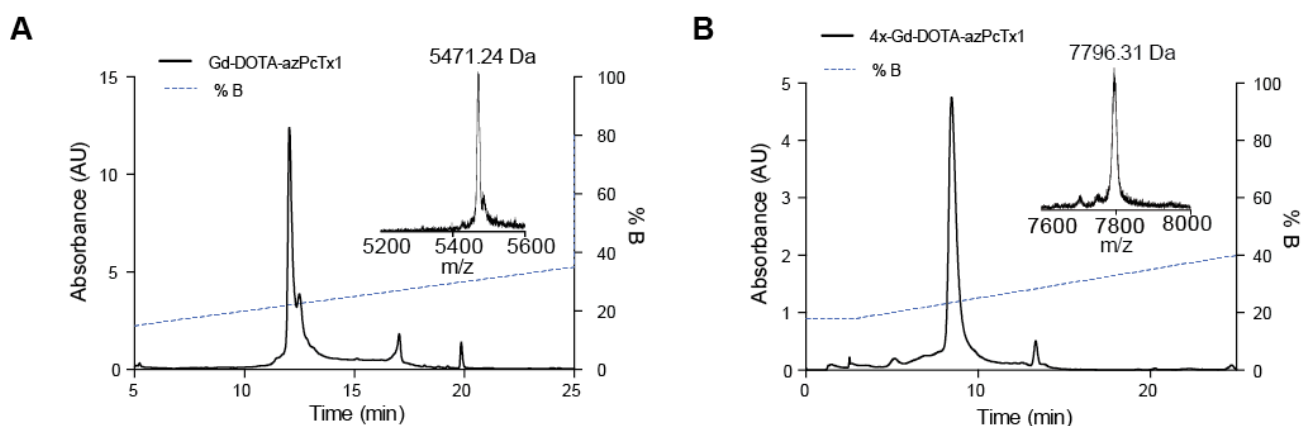 A
Gd-DOTA-azPcTx1
% B
5471.24 Da
15
10
5
0
Absorbance (AU)
100
80
60
40
20
0
% B
5200 5400 5600
m/z
5 10 15 20 25
Time (min)
B
4x-Gd-DOTA-azPcTx1
% B
7796.31 Da
5
4
3
2
1
0
Absorbance (AU)
100
80
60
40
20
0
% B
7600 7800 8000
m/z
0 10 20
Time (min)